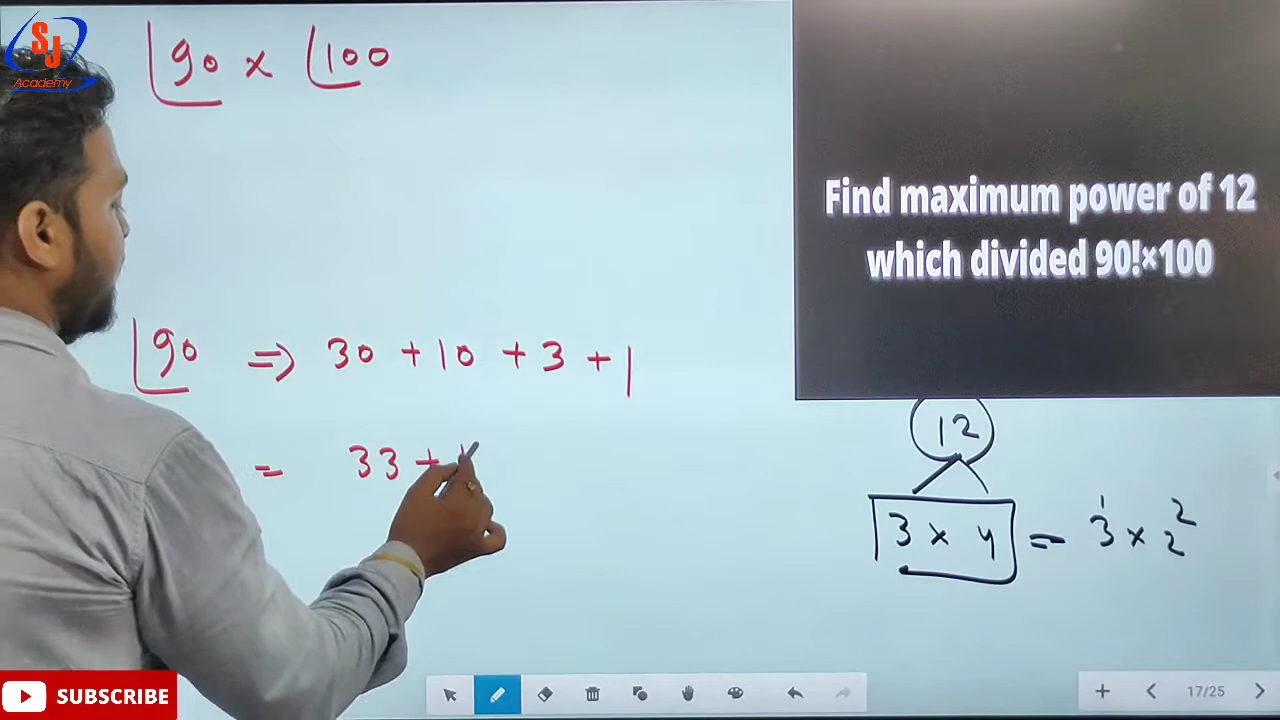 SJ
Academy
90 x 100
Find maximum power of 12
which divided 90!×100
90 => 30 + 10 + 3 + 1
= 33 +
12
3 x 4 = 3¹ x 2²
SUBSCRIBE
17/25